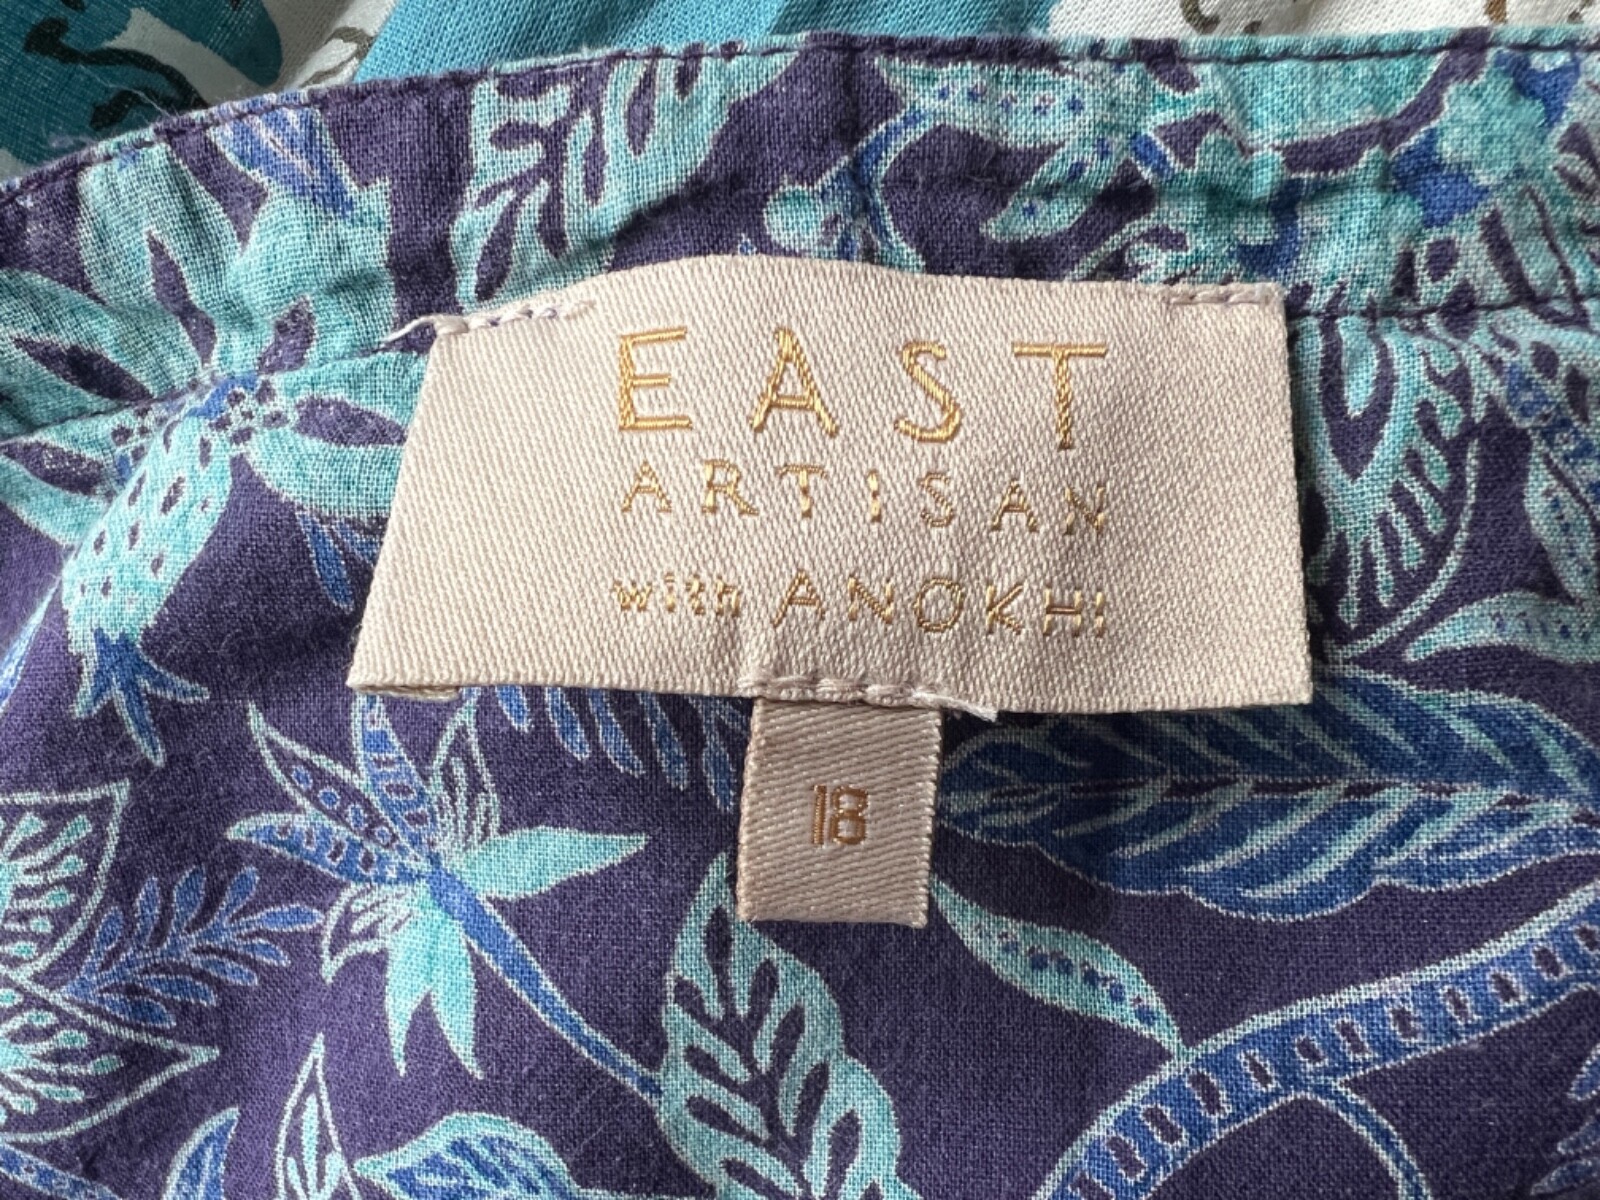 EAST
ARTISAN
with ANOKHI
18